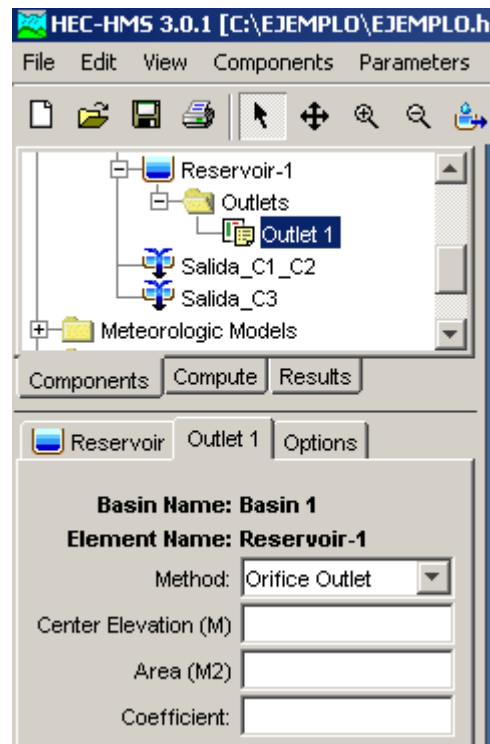 HEC-HMS 3.0.1 [C:\EJEMPLO\EJEMPLO.h
File Edit View Components Parameters
Reservoir-1
Outlets
Outlet 1
Salida_C1_C2
Salida_C3
Meteorologic Models
Components Compute Results
Reservoir Outlet 1 Options
Basin Name: Basin 1
Element Name: Reservoir-1
Method: Orifice Outlet
Center Elevation (M)
Area (M2)
Coefficient: